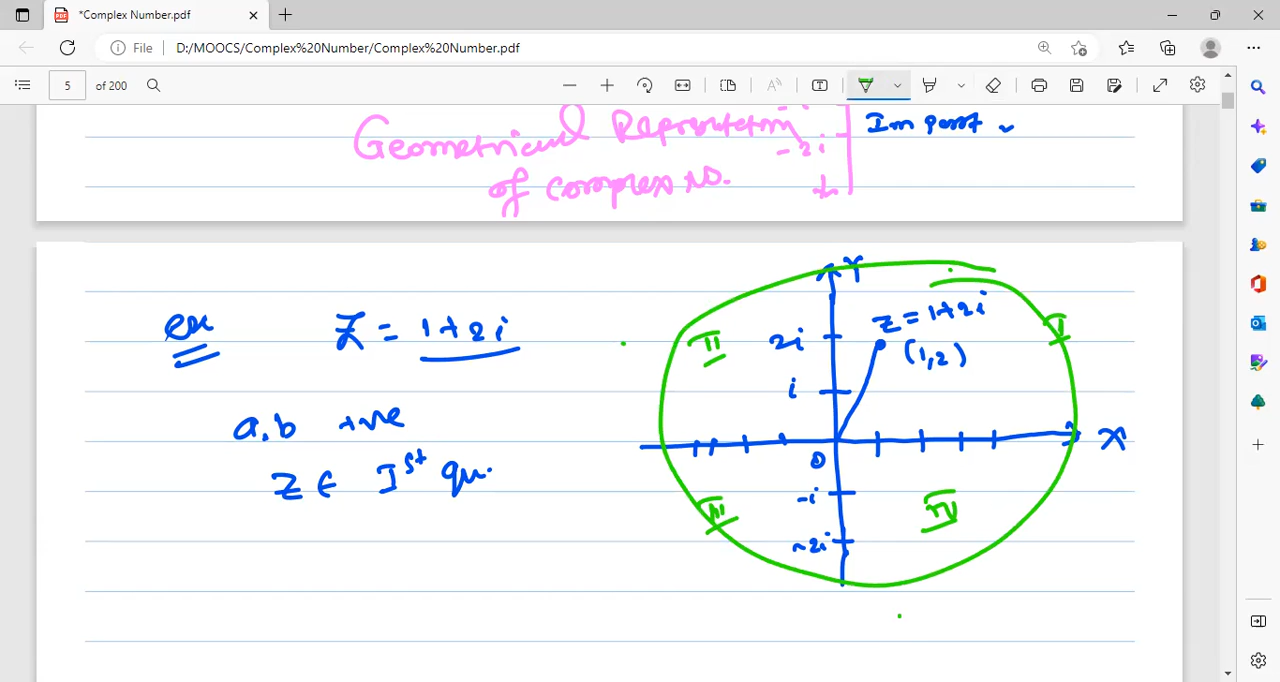 *Complex Number.pdf
File
D:/MOOCS/Complex%20Number/Complex%20Number.pdf
5 of 200
Geometrical
of complex no.
Im part
-2i
ex
Z = 1+2i
a, b +ve
Z ∈ Ist qu.
Y
Z = 1+2i
(1,2)
2i
i
I
II
X
0
-i
-2i
III
IV